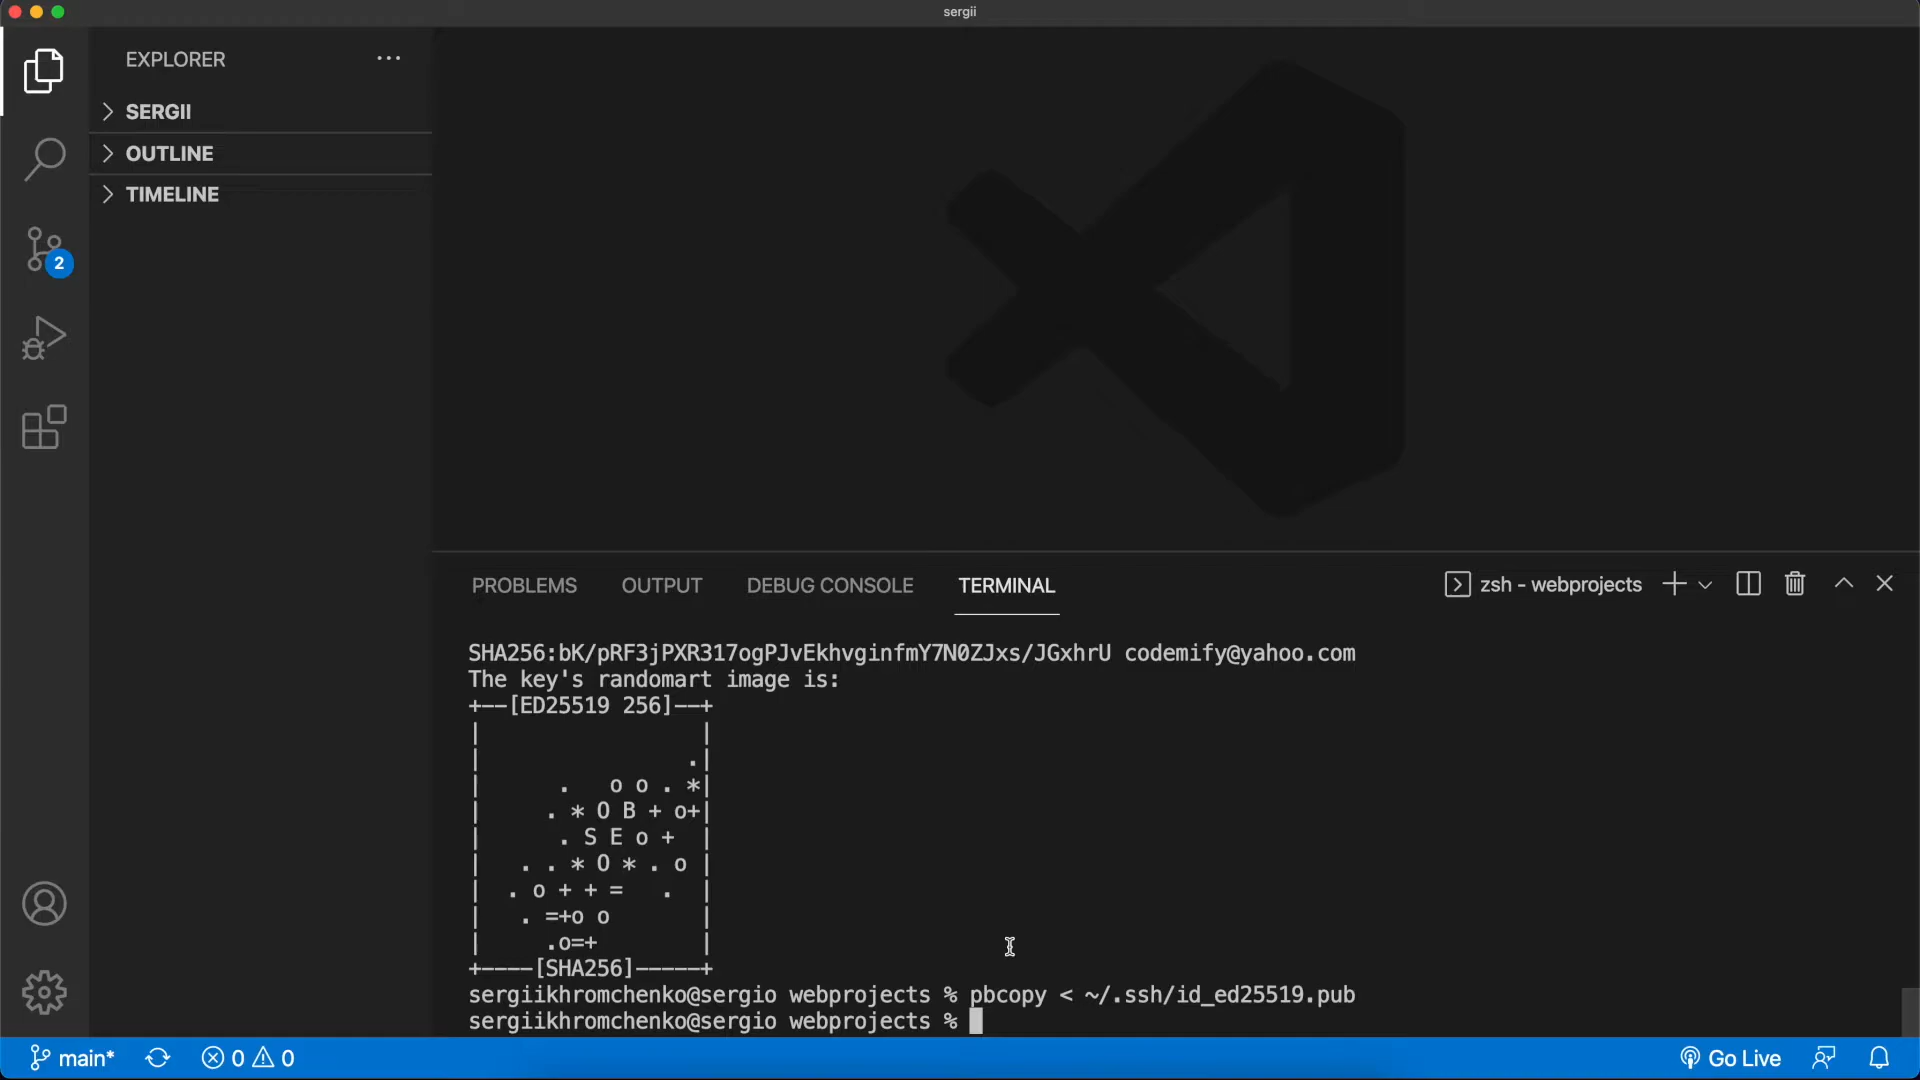 sergii
EXPLORER
SERGII
OUTLINE
TIMELINE
2
PROBLEMS OUTPUT DEBUG CONSOLE TERMINAL zsh - webprojects
SHA256:bK/pRF3jPXR317ogPJvEkhvginfmY7N0ZJxs/JGxhrU codemify@yahoo.com
The key's randomart image is:
+--[ED25519 256]--+
|                 |
|                .|
|      .   o o . *|
|     . * O B + o+|
|      . S E o +  |
|   . . * O * . o |
|  . o + + =   .  |
|   . =+o o       |
|     .o=+        |
+----[SHA256]-----+
sergiikhromchenko@sergio webprojects % pbcopy < ~/.ssh/id_ed25519.pub
sergiikhromchenko@sergio webprojects %
main* 0 0 Go Live